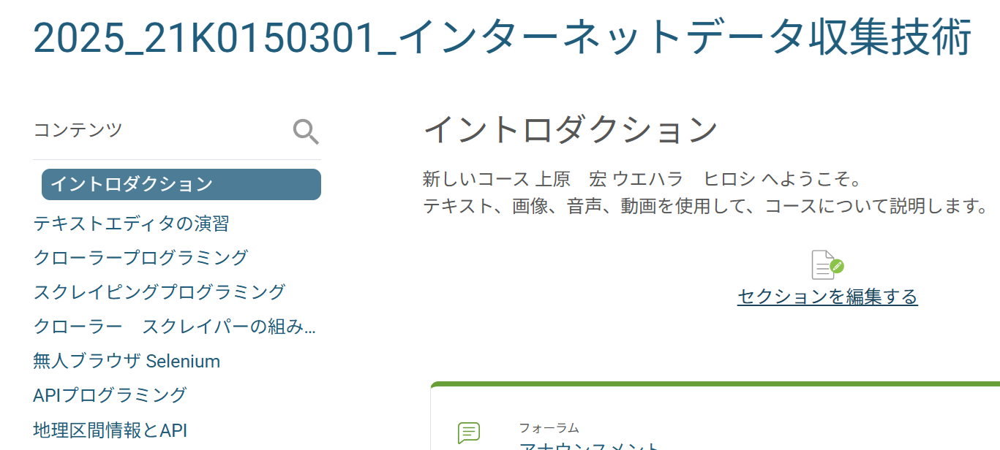 2025_21K0150301_インターネットデータ収集技術
コンテンツ
イントロダクション
テキストエディタの演習
クローラープログラミング
スクレイピングプログラミング
クローラー　スクレイパーの組み...
無人ブラウザ Selenium
APIプログラミング
地理区間情報とAPI
イントロダクション
新しいコース 上原　宏 ウエハラ　ヒロシ へようこそ。
テキスト、画像、音声、動画を使用して、コースについて説明します。
セクションを編集する
フォーラム
アナウンスメント